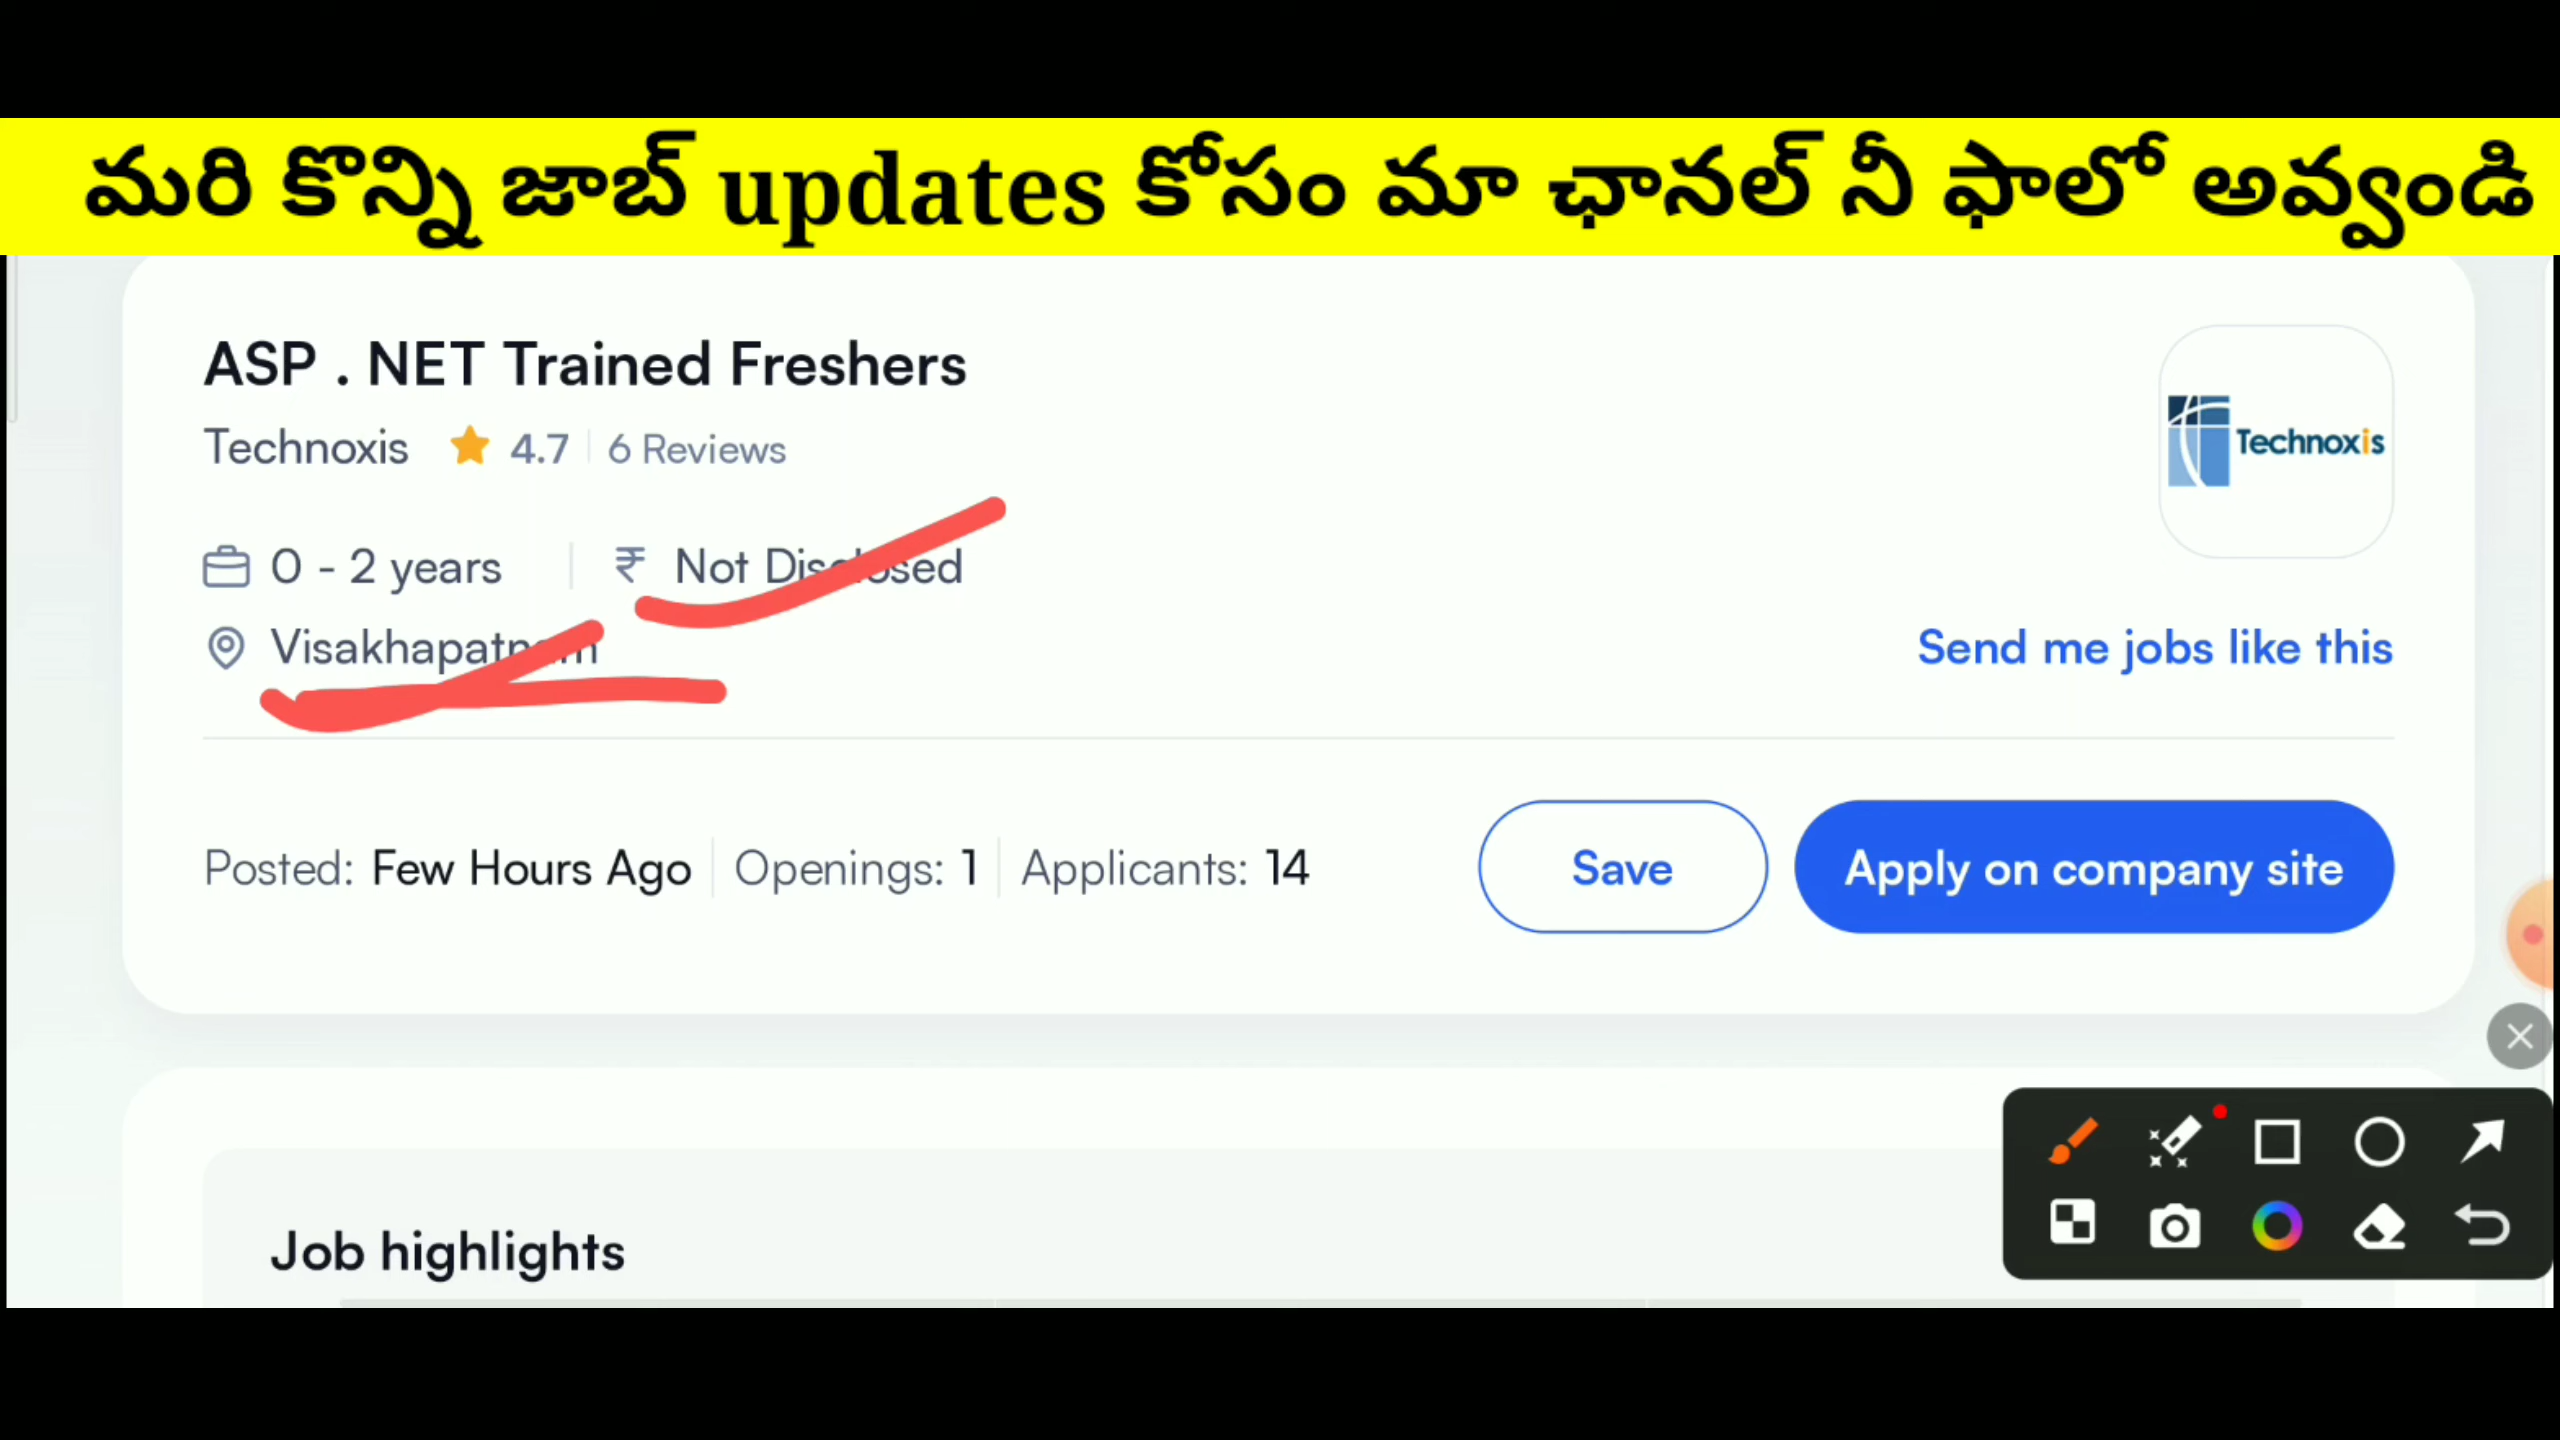 మరి కొన్ని జాబ్ updates కోసం మా ఛానల్ నీ ఫాలో అవ్వండి
ASP . NET Trained Freshers
Technoxis 4.7 6 Reviews
Technoxis
0 - 2 years ₹ Not Disclosed
Visakhapatnam
Send me jobs like this
Posted: Few Hours Ago Openings: 1 Applicants: 14
Save
Apply on company site
Job highlights